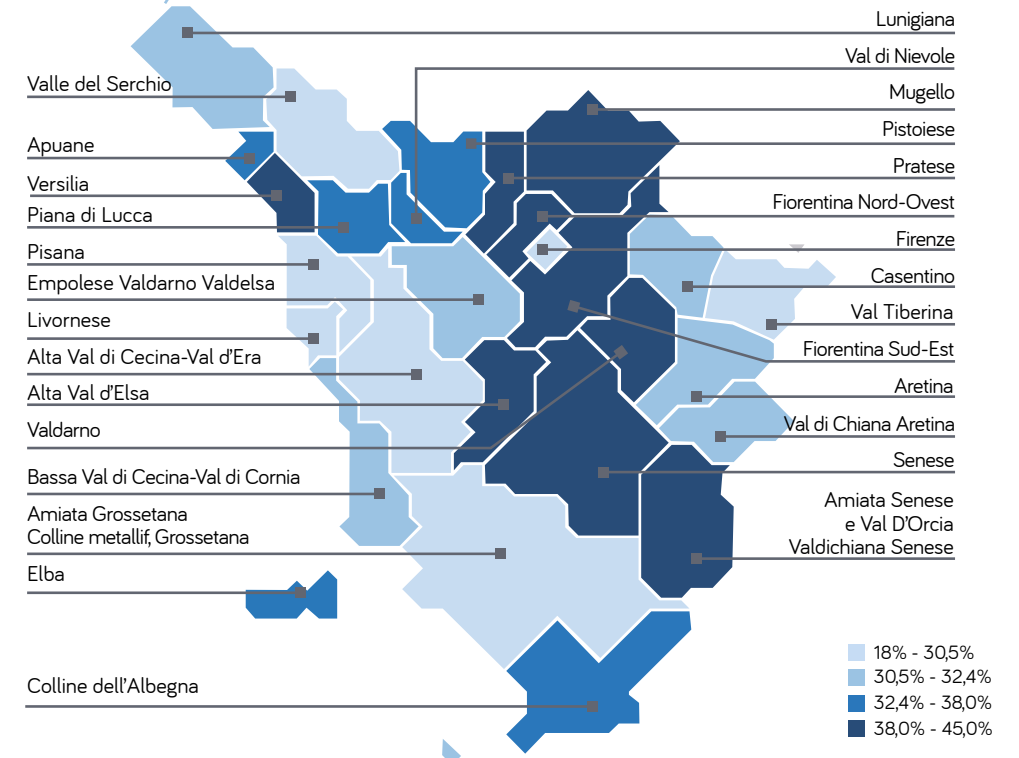 Lunigiana
Val di Nievole
Valle del Serchio
Mugello
Pistoiese
Apuane
Pratese
Versilia
Fiorentina Nord-Ovest
Piana di Lucca
Firenze
Pisana
Casentino
Empolese Valdarno Valdelsa
Val Tiberina
Livornese
Fiorentina Sud-Est
Alta Val di Cecina-Val d'Era
Aretina
Alta Val d'Elsa
Val di Chiana Aretina
Valdarno
Senese
Bassa Val di Cecina-Val di Cornia
Amiata Senese
e Val D'Orcia
Valdichiana Senese
Amiata Grossetana
Colline metallif, Grossetana
Elba
Colline dell'Albegna
18% - 30,5%
30,5% - 32,4%
32,4% - 38,0%
38,0% - 45,0%